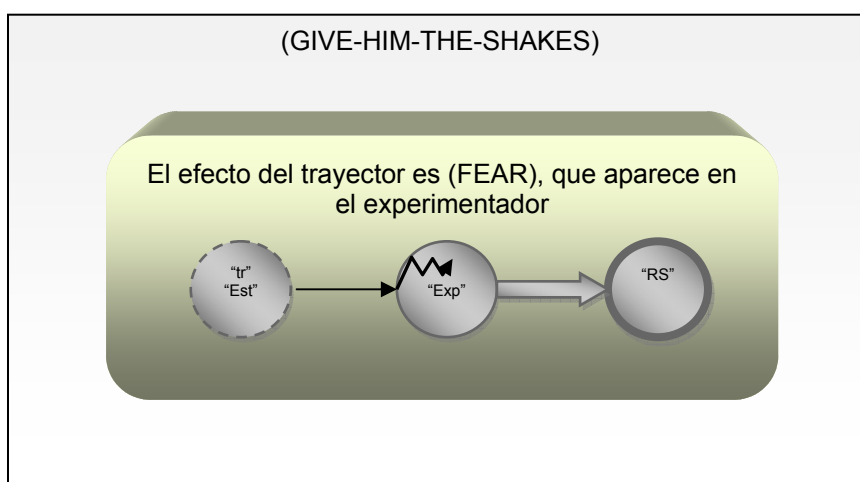 (GIVE-HIM-THE-SHAKES)
El efecto del trayector es (FEAR), que aparece en
el experimentador
“tr”
“Est”
“Exp”
“RS”